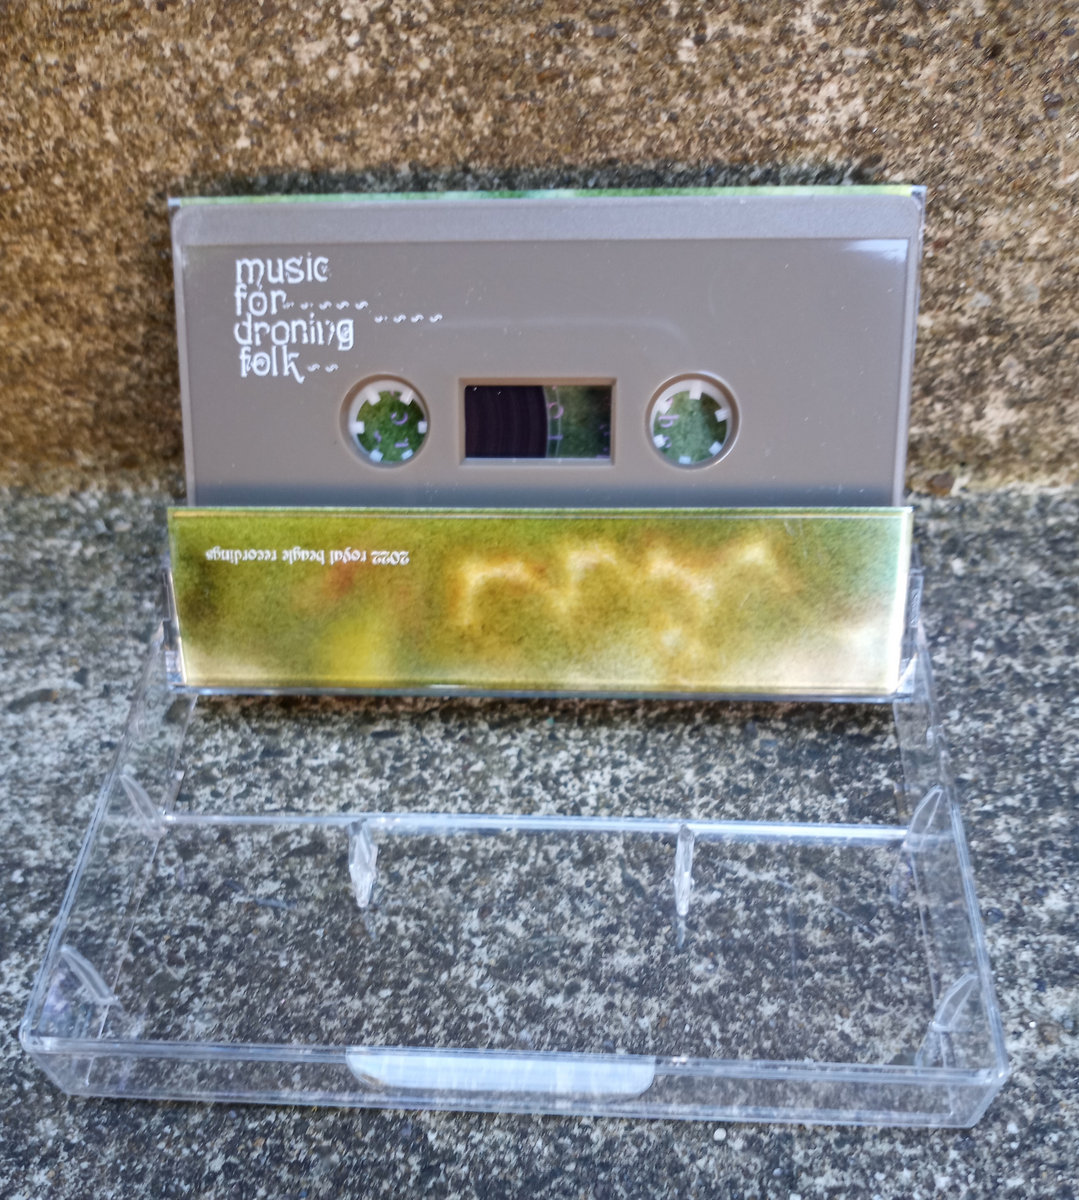 music
for
droning
folk
2022 royal beagle recordings